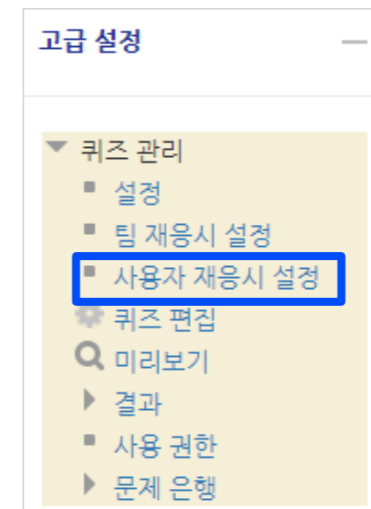 고급 설정
퀴즈 관리
설정
팀 재응시 설정
사용자 재응시 설정
퀴즈 편집
미리보기
결과
사용 권한
문제 은행